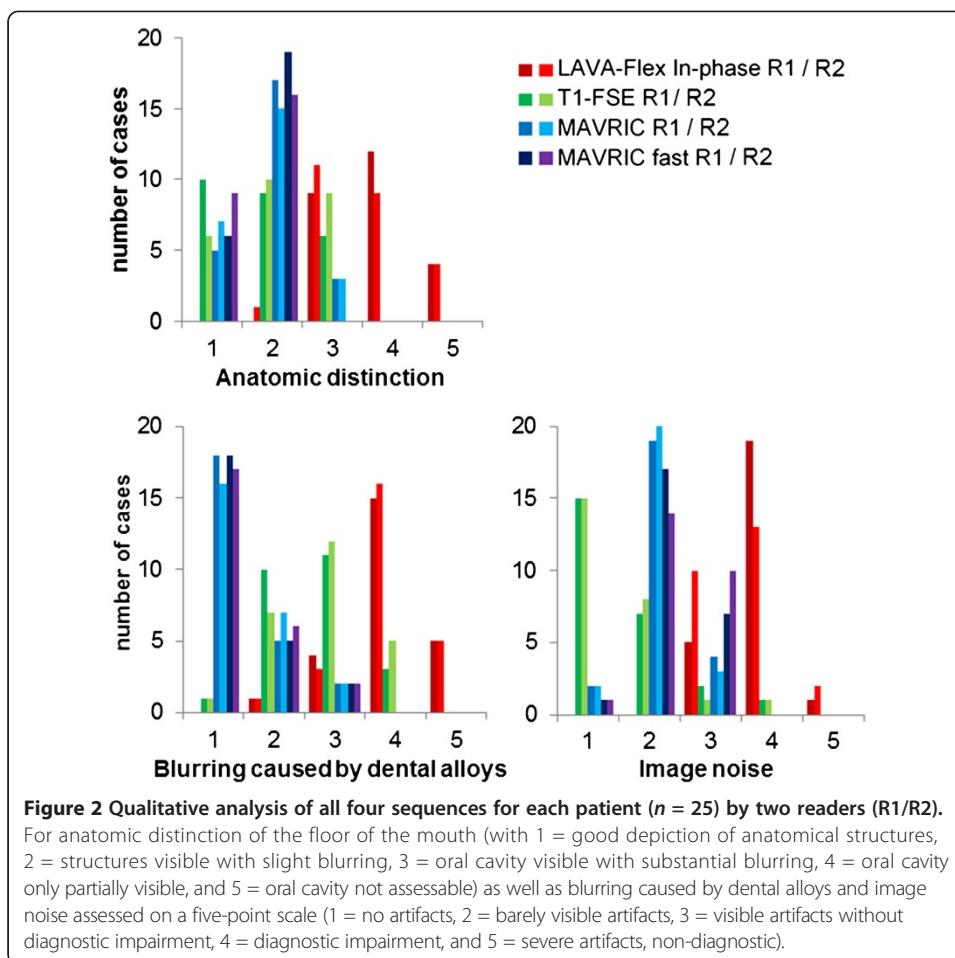 20
15
10
5
0
number of cases
1 2 3 4 5
Anatomic distinction
LAVA-Flex In-phase R1 / R2
T1-FSE R1/ R2
MAVRIC R1 / R2
MAVRIC fast R1 / R2
20
15
10
5
0
number of cases
1 2 3 4 5
Blurring caused by dental alloys
20
15
10
5
0
1 2 3 4 5
Image noise
Figure 2 Qualitative analysis of all four sequences for each patient (n = 25) by two readers (R1/R2).
For anatomic distinction of the floor of the mouth (with 1 = good depiction of anatomical structures,
2 = structures visible with slight blurring, 3 = oral cavity visible with substantial blurring, 4 = oral cavity
only partially visible, and 5 = oral cavity not assessable) as well as blurring caused by dental alloys and image
noise assessed on a five-point scale (1 = no artifacts, 2 = barely visible artifacts, 3 = visible artifacts without
diagnostic impairment, 4 = diagnostic impairment, and 5 = severe artifacts, non-diagnostic).